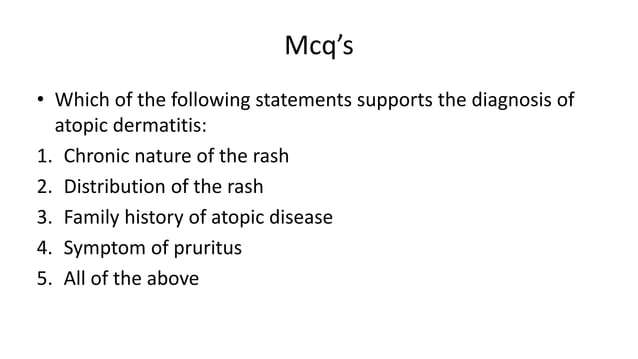 Mcq’s
• Which of the following statements supports the diagnosis of
atopic dermatitis:
1. Chronic nature of the rash
2. Distribution of the rash
3. Family history of atopic disease
4. Symptom of pruritus
5. All of the above